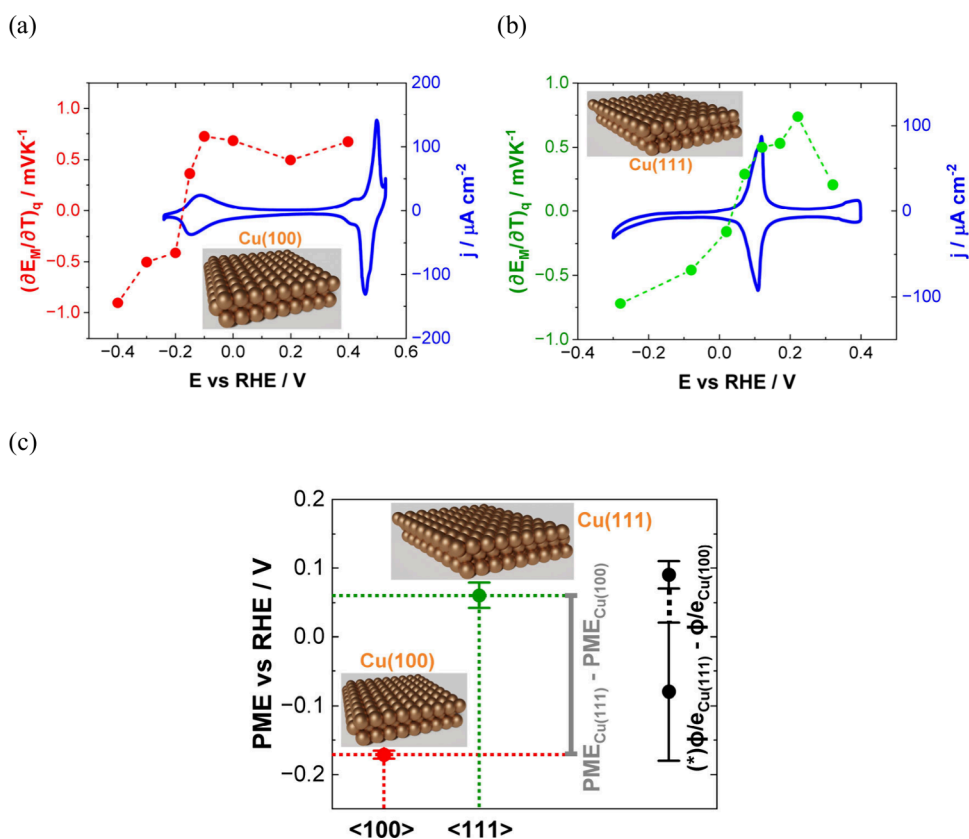 (a)
(b)
(∂E_M/∂T)_q / mVK⁻¹
1.0
0.5
0.0
−0.5
−1.0
200
100
0
−100
−200
j / μA cm⁻²
Cu(100)
−0.4
−0.2
0.0
0.2
0.4
0.6
E vs RHE / V
(∂E_M/∂T)_q / mVK⁻¹
1.0
0.5
0.0
−0.5
−1.0
100
0
−100
j / μA cm⁻²
Cu(111)
−0.4
−0.2
0.0
0.2
0.4
E vs RHE / V
(c)
PME vs RHE / V
0.2
0.1
0.0
−0.1
−0.2
Cu(111)
Cu(100)
PME_Cu(111) - PME_Cu(100)
(*)ϕ/e_Cu(111) - ϕ/e_Cu(100)
<100>
<111>